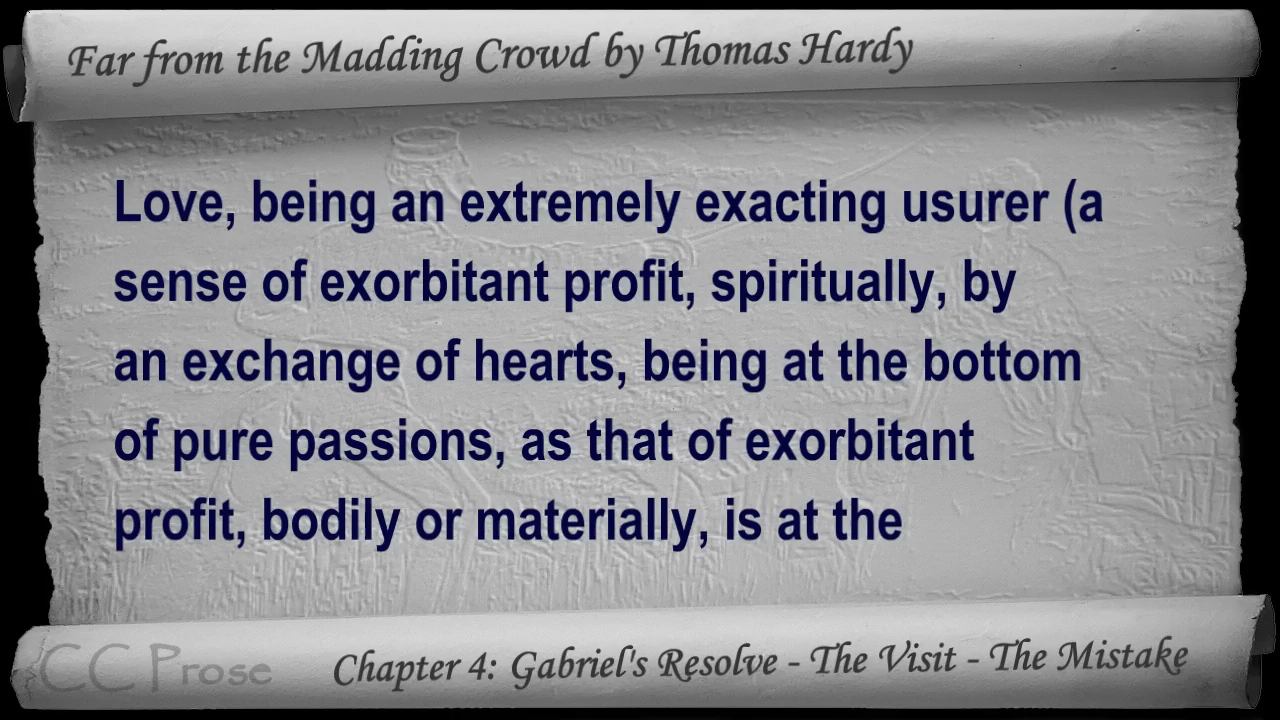 Far from the Madding Crowd by Thomas Hardy
Love, being an extremely exacting usurer (a
sense of exorbitant profit, spiritually, by
an exchange of hearts, being at the bottom
of pure passions, as that of exorbitant
profit, bodily or materially, is at the
CC Prose
Chapter 4: Gabriel's Resolve - The Visit - The Mistake